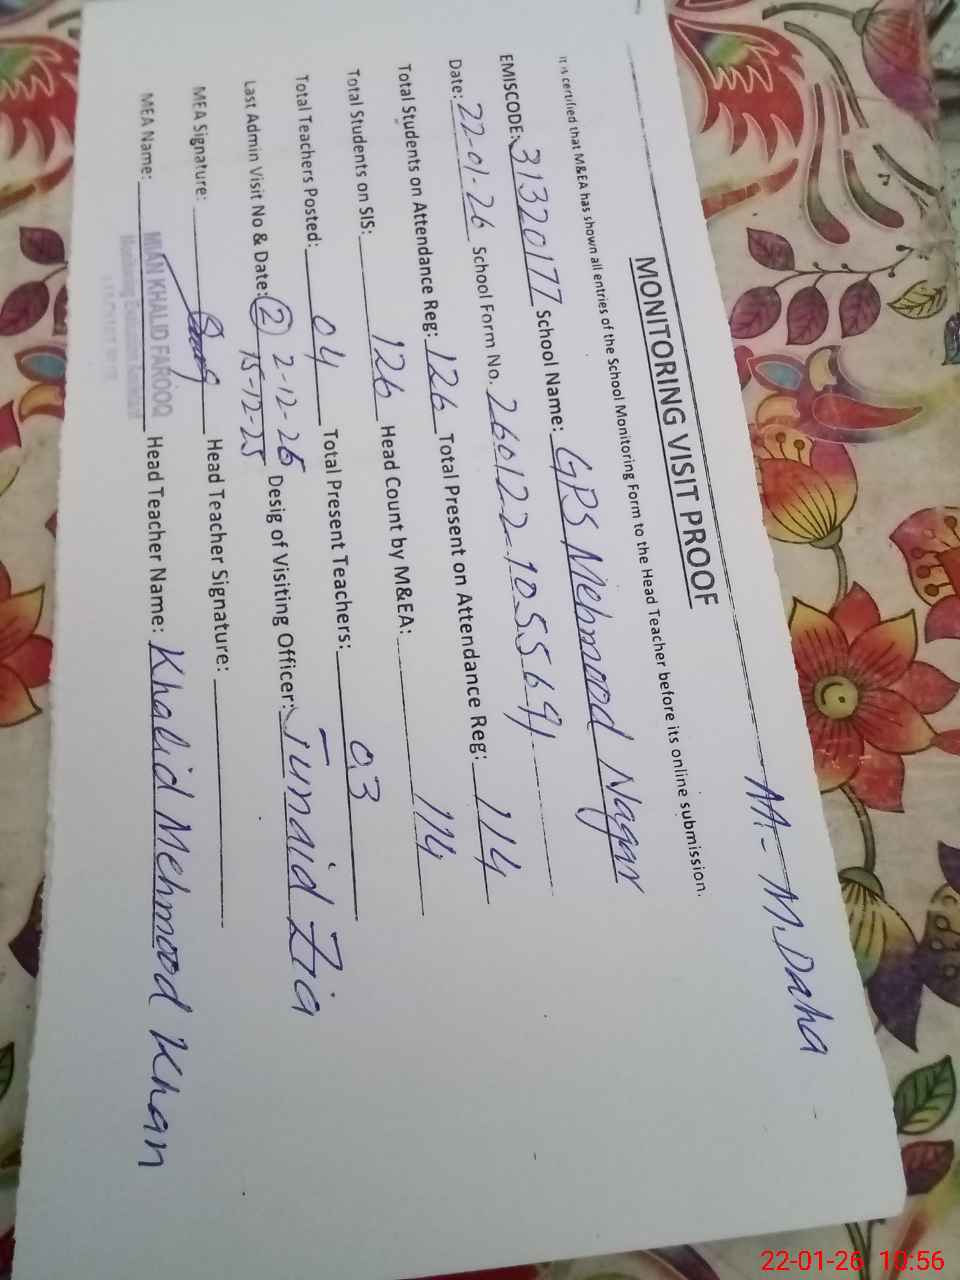 AA - M. Daha
MONITORING VISIT PROOF
It is certified that M&EA has shown all entries of the School Monitoring Form to the Head Teacher before its online submission.
EMISCODE: 31320177 School Name: GPS Mehmood Nagar
Date: 22-01-26 School Form No. 260122-1055691
Total Students on Attendance Reg: 126 Total Present on Attendance Reg: 114
Total Students on SIS: 126 Head Count by M&EA: 114
Total Teachers Posted: 04 Total Present Teachers: 03
Last Admin Visit No & Date: 2 2-12-25 Desig of Visiting Officer: Junaid Zia
15-12-25
MEA Signature: Head Teacher Signature:
MEA Name: MIAN KHALID FAROOQ Head Teacher Name: Khalid Mehmood Khan
Monitoring Evaluation Assistant
22-01-26 10:56